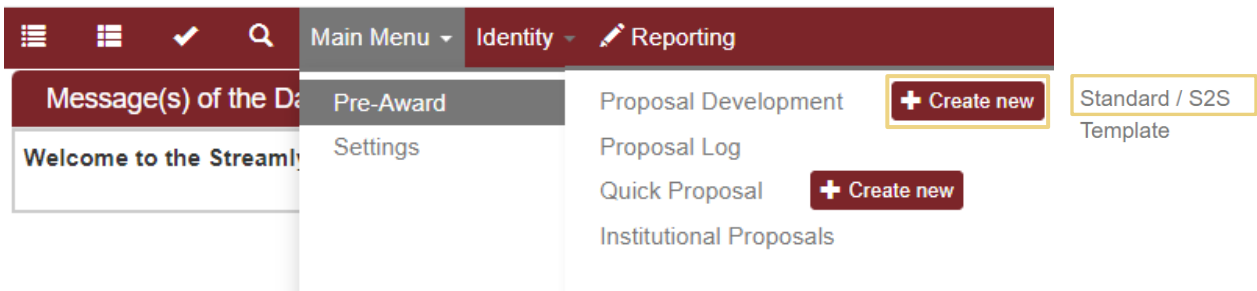 Main Menu Identity Reporting
Message(s) of the Da
Pre-Award
Proposal Development Create new Standard / S2S
Template
Welcome to the Streaml
Settings
Proposal Log
Quick Proposal Create new
Institutional Proposals